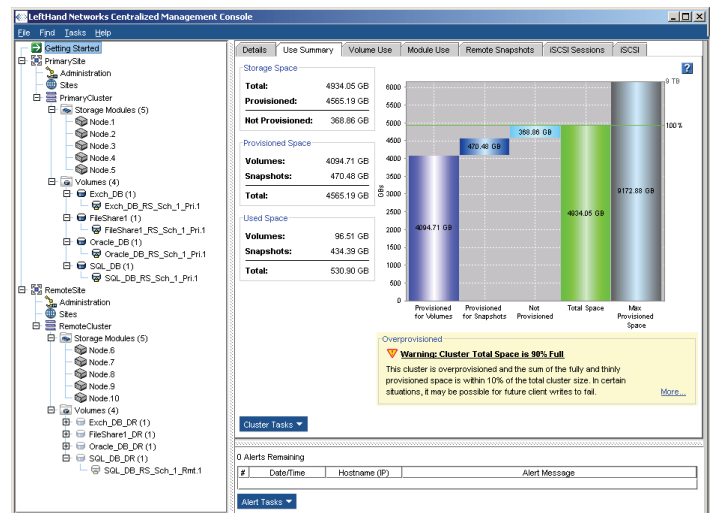 LeftHand Networks Centralized Management Console
File Find Tasks Help
Getting Started
PrimarySite
Administration
Sites
PrimaryCluster
Storage Modules (5)
Node.1
Node.2
Node.3
Node.4
Node.5
Volumes (4)
Exch_DB (1)
Exch_DB_RS_Sch_1_Pri.1
FileShare1 (1)
FileShare1_RS_Sch_1_Pri.1
Oracle_DB (1)
Oracle_DB_RS_Sch_1_Pri.1
SQL_DB (1)
SQL_DB_RS_Sch_1_Pri.1
RemoteSite
Administration
Sites
RemoteCluster
Storage Modules (5)
Node.6
Node.7
Node.8
Node.9
Node.10
Volumes (4)
Exch_DB_DR (1)
FileShare1_DR (1)
Oracle_DB_DR (1)
SQL_DB_DR (1)
SQL_DB_RS_Sch_1_Rmt.1
Details Use Summary Volume Use Module Use Remote Snapshots iSCSI Sessions iSCSI
?
Storage Space
Total: 4934.05 GB
Provisioned: 4565.19 GB
Not Provisioned: 368.86 GB
Provisioned Space
Volumes: 4094.71 GB
Snapshots: 470.48 GB
Total: 4565.19 GB
Used Space
Volumes: 96.51 GB
Snapshots: 434.39 GB
Total: 530.90 GB
GBs
6000
5500
5000
4500
4000
3500
3000
2500
2000
1500
1000
500
0
9 TB
100%
4094.71 GB
470.48 GB
368.86 GB
4934.05 GB
9172.88 GB
Provisioned for Volumes
Provisioned for Snapshots
Not Provisioned
Total Space
Max Provisioned Space
Overprovisioned
Warning: Cluster Total Space is 90% Full
This cluster is overprovisioned and the sum of the fully and thinly
provisioned space is within 10% of the total cluster size. In certain
situations, it may be possible for future client writes to fail. More...
Cluster Tasks
0 Alerts Remaining
# Date/Time Hostname (IP) Alert Message
Alert Tasks